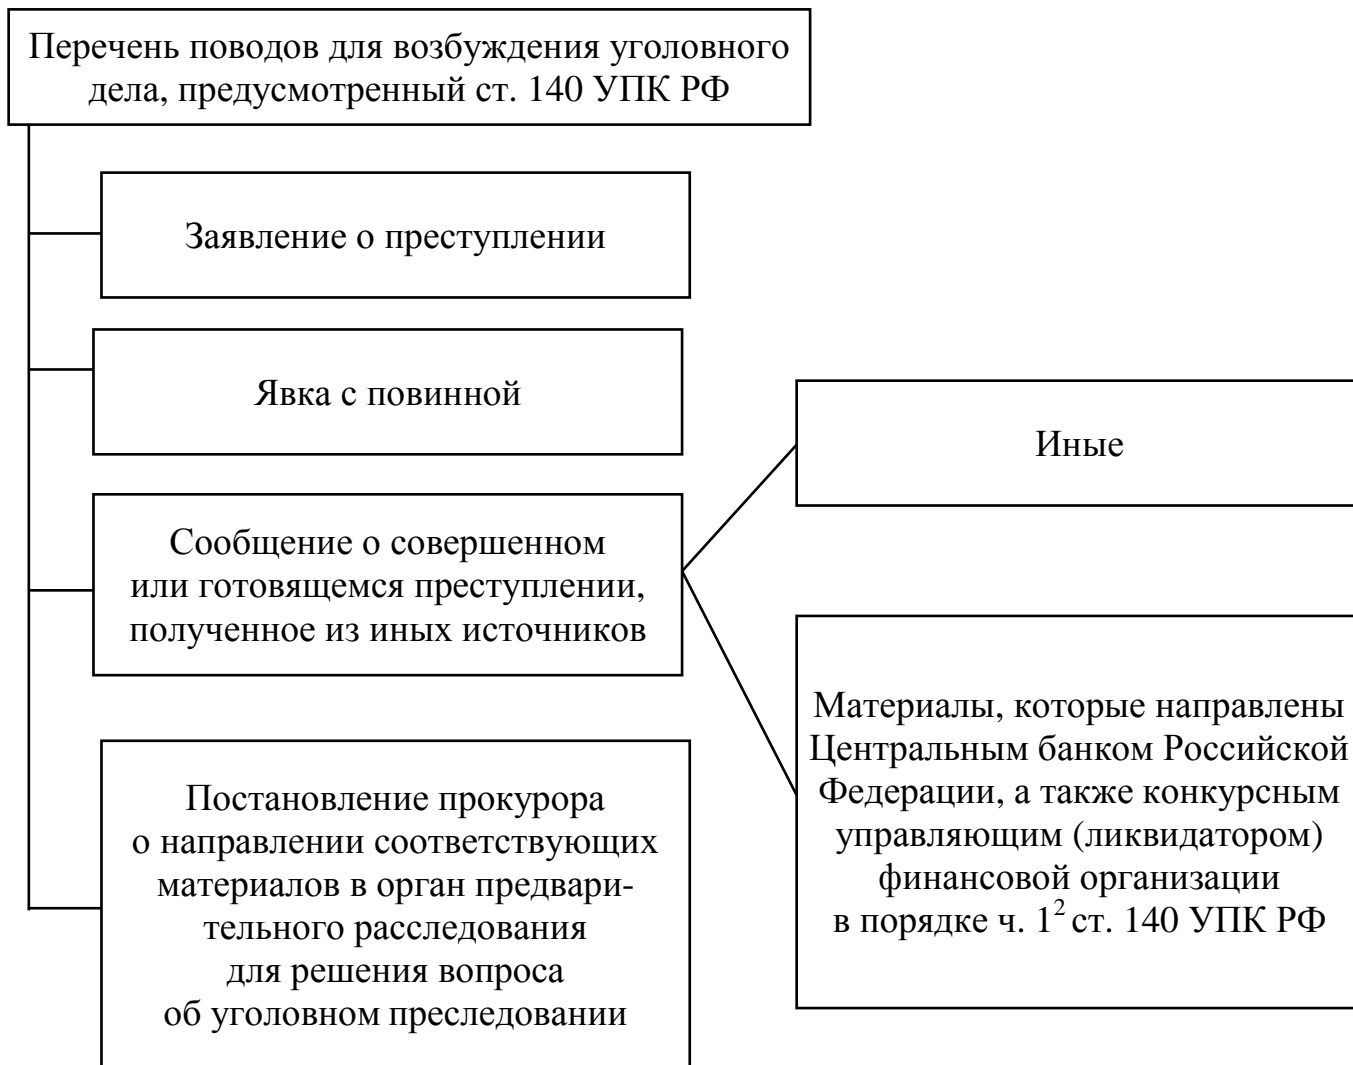 Перечень поводов для возбуждения уголовного
дела, предусмотренный ст. 140 УПК РФ
Заявление о преступлении
Явка с повинной
Иные
Сообщение о совершенном
или готовящемся преступлении,
полученное из иных источников
Материалы, которые направлены
Центральным банком Российской
Федерации, а также конкурсным
управляющим (ликвидатором)
финансовой организации
в порядке ч. 1² ст. 140 УПК РФ
Постановление прокурора
о направлении соответствующих
материалов в орган предвари-
тельного расследования
для решения вопроса
об уголовном преследовании